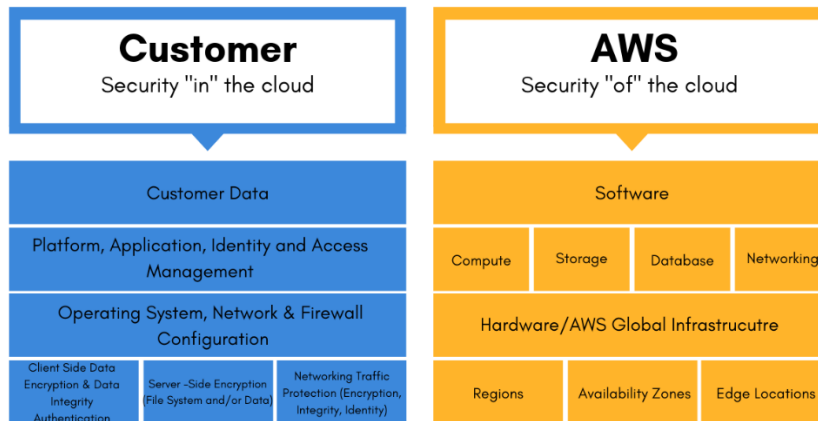 Customer
Security "in" the cloud
Customer Data
Platform, Application, Identity and Access
Management
Operating System, Network & Firewall
Configuration
Client Side Data
Encryption & Data
Integrity
Authentication
Server -Side Encryption
(File System and/or Data)
Networking Traffic
Protection (Encryption,
Integrity, Identity)
AWS
Security "of" the cloud
Software
Compute
Storage
Database
Networking
Hardware/AWS Global Infrastrucutre
Regions
Availability Zones
Edge Locations